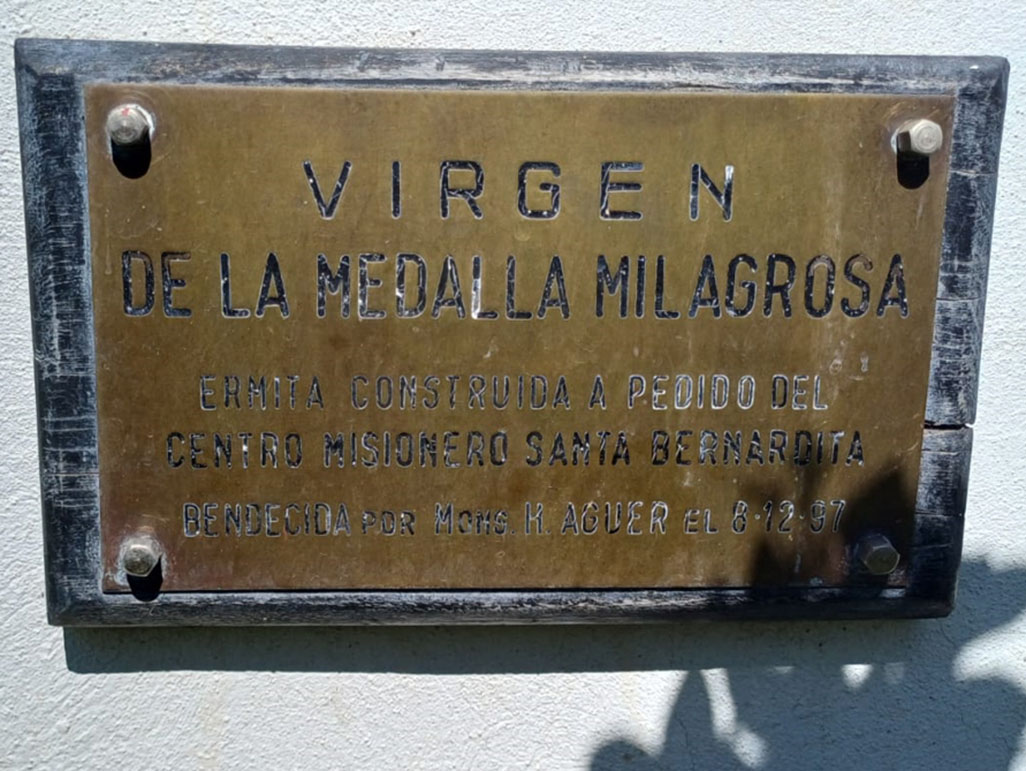 VIRGEN
DE LA MEDALLA MILAGROSA
ERMITA CONSTRUIDA A PEDIDO DEL
CENTRO MISIONERO SANTA BERNARDITA
BENDECIDA POR MONS. H. AGUER EL 8-12-97